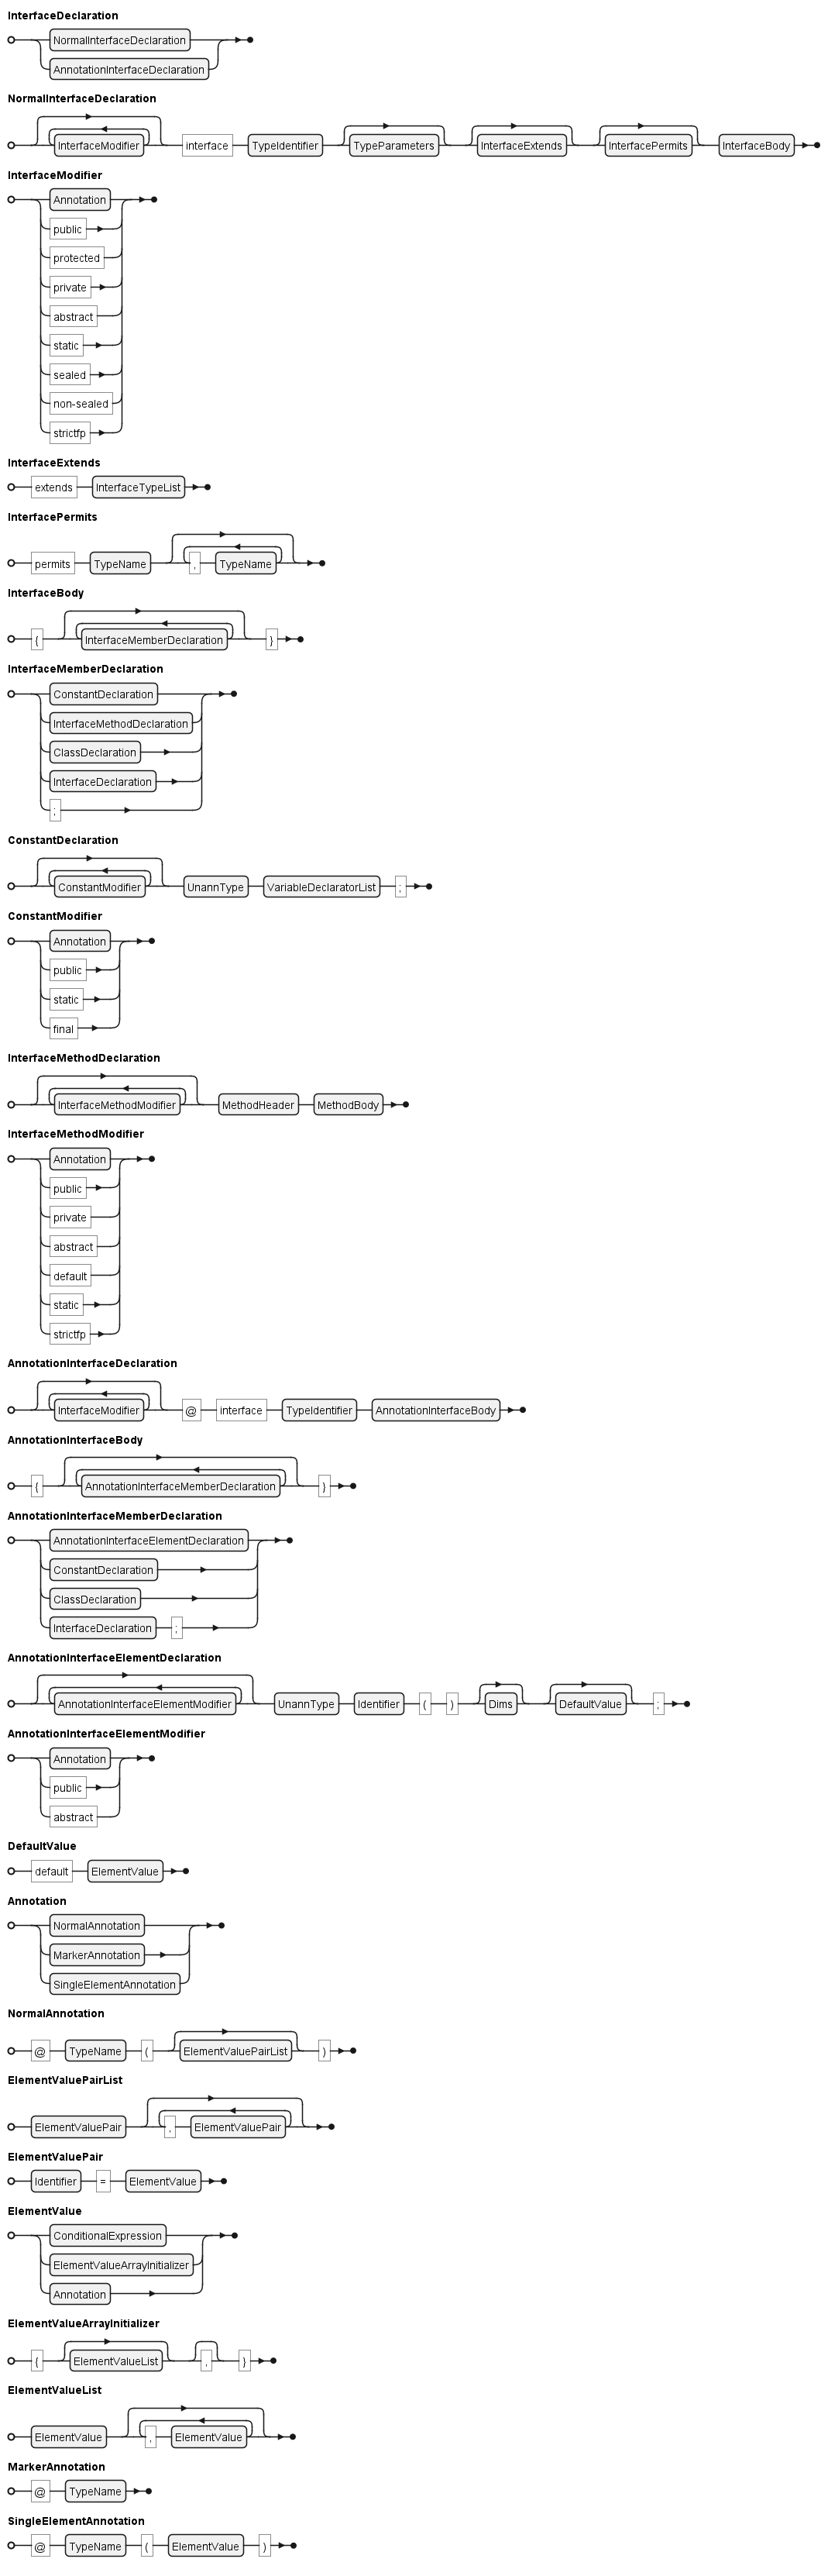 InterfaceDeclaration
NormalInterfaceDeclaration
AnnotationInterfaceDeclaration
NormalInterfaceDeclaration
InterfaceModifier interface TypeIdentifier TypeParameters InterfaceExtends InterfacePermits InterfaceBody
InterfaceModifier
Annotation
public
protected
private
abstract
static
sealed
non-sealed
strictfp
InterfaceExtends
extends InterfaceTypeList
InterfacePermits
permits TypeName , TypeName
InterfaceBody
{ InterfaceMemberDeclaration }
InterfaceMemberDeclaration
ConstantDeclaration
InterfaceMethodDeclaration
ClassDeclaration
InterfaceDeclaration
;
ConstantDeclaration
ConstantModifier UnannType VariableDeclaratorList ;
ConstantModifier
Annotation
public
static
final
InterfaceMethodDeclaration
InterfaceMethodModifier MethodHeader MethodBody
InterfaceMethodModifier
Annotation
public
private
abstract
default
static
strictfp
AnnotationInterfaceDeclaration
InterfaceModifier @ interface TypeIdentifier AnnotationInterfaceBody
AnnotationInterfaceBody
{ AnnotationInterfaceMemberDeclaration }
AnnotationInterfaceMemberDeclaration
AnnotationInterfaceElementDeclaration
ConstantDeclaration
ClassDeclaration
InterfaceDeclaration ;
AnnotationInterfaceElementDeclaration
AnnotationInterfaceElementModifier UnannType Identifier ( ) Dims DefaultValue ;
AnnotationInterfaceElementModifier
Annotation
public
abstract
DefaultValue
default ElementValue
Annotation
NormalAnnotation
MarkerAnnotation
SingleElementAnnotation
NormalAnnotation
@ TypeName ( ElementValuePairList )
ElementValuePairList
ElementValuePair , ElementValuePair
ElementValuePair
Identifier = ElementValue
ElementValue
ConditionalExpression
ElementValueArrayInitializer
Annotation
ElementValueArrayInitializer
{ ElementValueList , }
ElementValueList
ElementValue , ElementValue
MarkerAnnotation
@ TypeName
SingleElementAnnotation
@ TypeName ( ElementValue )